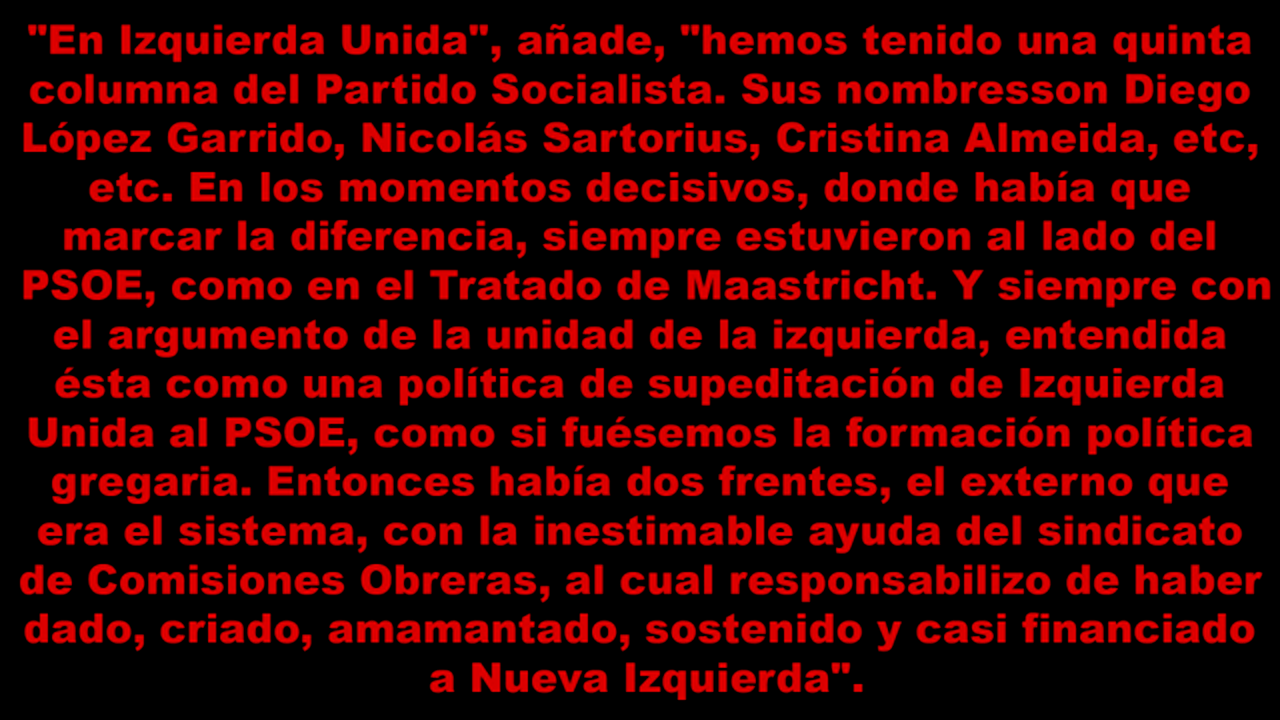 "En Izquierda Unida", añade, "hemos tenido una quinta
columna del Partido Socialista. Sus nombresson Diego
López Garrido, Nicolás Sartorius, Cristina Almeida, etc,
etc. En los momentos decisivos, donde había que
marcar la diferencia, siempre estuvieron al lado del
PSOE, como en el Tratado de Maastricht. Y siempre con
el argumento de la unidad de la izquierda, entendida
ésta como una política de supeditación de Izquierda
Unida al PSOE, como si fuésemos la formación política
gregaria. Entonces había dos frentes, el externo que
era el sistema, con la inestimable ayuda del sindicato
de Comisiones Obreras, al cual responsabilizo de haber
dado, criado, amamantado, sostenido y casi financiado
a Nueva Izquierda".